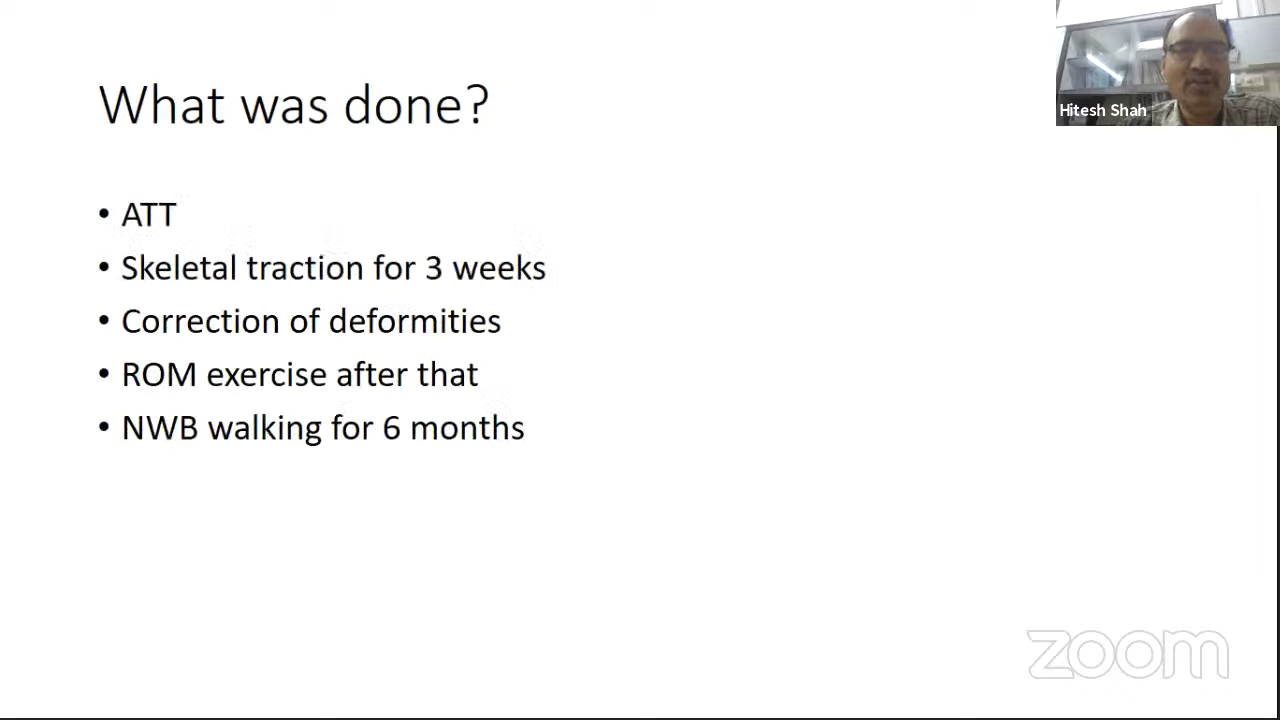 What was done?
Hitesh Shah
• ATT
• Skeletal traction for 3 weeks
• Correction of deformities
• ROM exercise after that
• NWB walking for 6 months
zoom